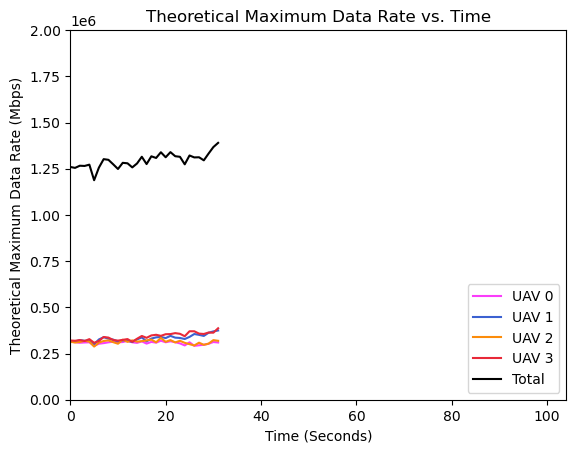 Theoretical Maximum Data Rate vs. Time
1e6
2.00
1.75
1.50
1.25
1.00
0.75
0.50
0.25
0.00
Theoretical Maximum Data Rate (Mbps)
UAV 0
UAV 1
UAV 2
UAV 3
Total
0 20 40 60 80 100
Time (Seconds)